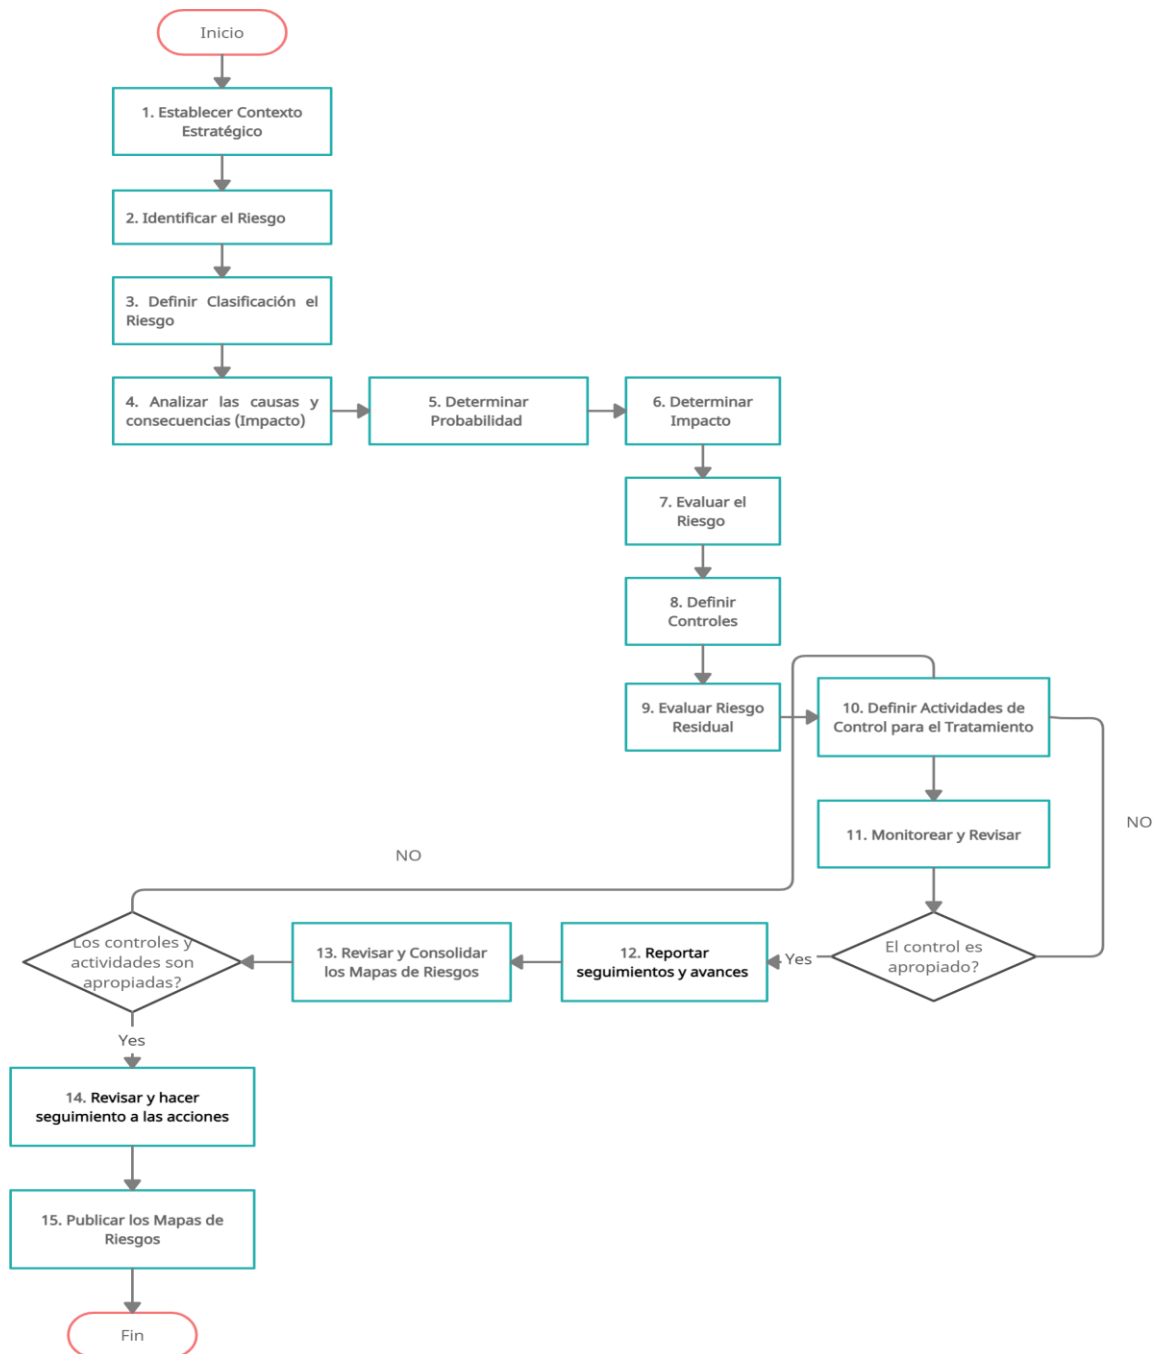 Inicio
1. Establecer Contexto
Estratégico
2. Identificar el Riesgo
3. Definir Clasificación el
Riesgo
4. Analizar las causas y
consecuencias (Impacto)
5. Determinar
Probabilidad
6. Determinar
Impacto
7. Evaluar el
Riesgo
8. Definir
Controles
9. Evaluar Riesgo
Residual
10. Definir Actividades de
Control para el Tratamiento
11. Monitorear y Revisar
NO
El control es
apropiado?
Yes
12. Reportar
seguimientos y avances
13. Revisar y Consolidar
los Mapas de Riesgos
NO
Los controles y
actividades son
apropiadas?
Yes
14. Revisar y hacer
seguimiento a las acciones
15. Publicar los Mapas de
Riesgos
Fin